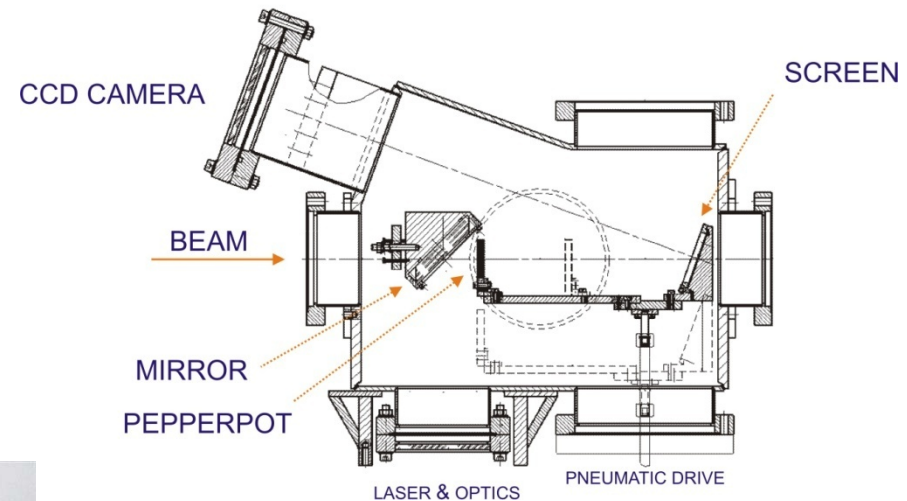 SCREEN
CCD CAMERA
BEAM
MIRROR
PEPPERPOT
PNEUMATIC DRIVE
LASER & OPTICS